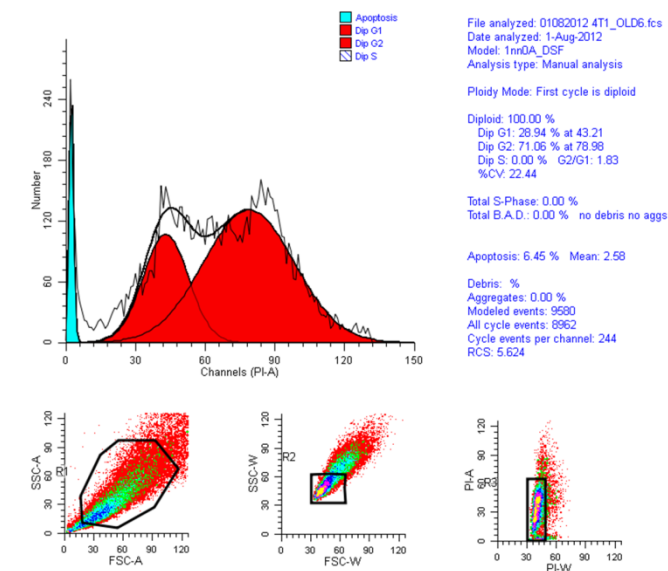 Apoptosis
Dip G1
Dip G2
Dip S
File analyzed: 01082012 4T1_OLD6.fcs
Date analyzed: 1-Aug-2012
Model: 1nn0A_DSF
Analysis type: Manual analysis
Ploidy Mode: First cycle is diploid
Diploid: 100.00 %
Dip G1: 28.94 % at 43.21
Dip G2: 71.06 % at 78.98
Dip S: 0.00 % G2/G1: 1.83
%CV: 22.44
Total S-Phase: 0.00 %
Total B.A.D.: 0.00 % no debris no aggs
Apoptosis: 6.45 % Mean: 2.58
Debris: %
Aggregates: 0.00 %
Modeled events: 9580
All cycle events: 8962
Cycle events per channel: 244
RCS: 5.624
Number
0 60 120 180 240
0 30 60 90 120 150
Channels (PI-A)
SSC-A
0 30 60 90 120
R1
0 30 60 90 120
FSC-A
SSC-W
0 30 60 90 120
R2
0 30 60 90 120
FSC-W
PI-A
0 30 60 90 120
R3
0 30 60 90 120
PI-W